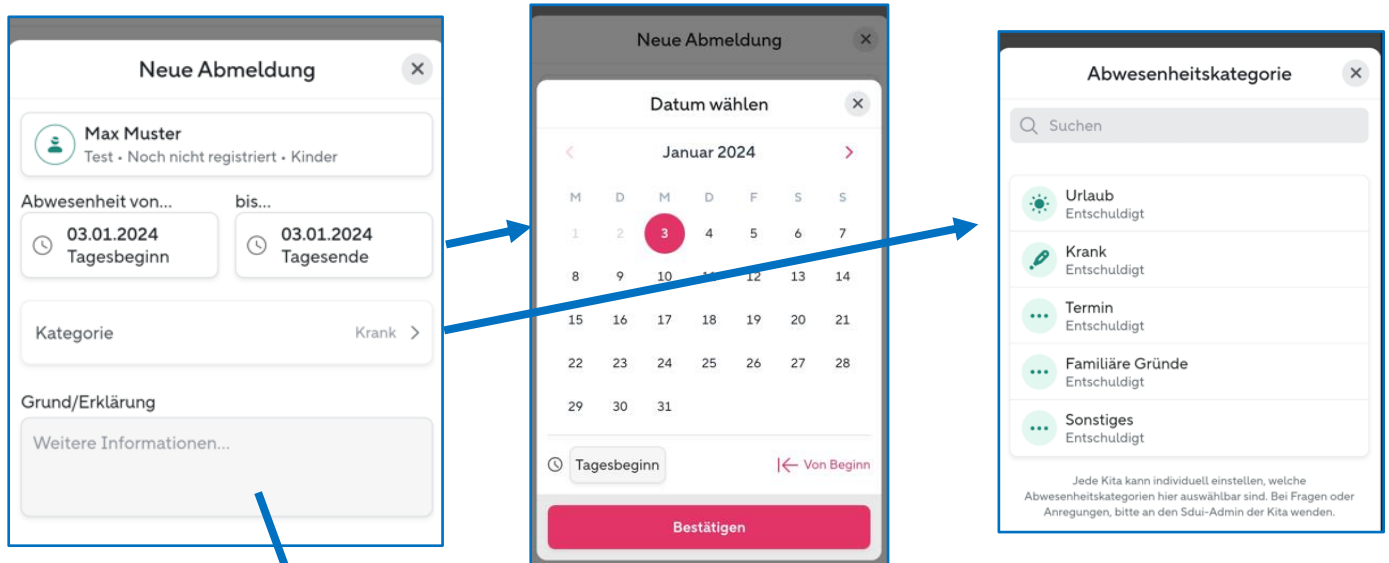 Neue Abmeldung
Max Muster
Test • Noch nicht registriert • Kinder
Abwesenheit von... bis...
03.01.2024 03.01.2024
Tagesbeginn Tagesende
Kategorie Krank
Grund/Erklärung
Weitere Informationen...
Neue Abmeldung
Datum wählen
Januar 2024
M D M D F S S
1 2 3 4 5 6 7
8 9 10 11 12 13 14
15 16 17 18 19 20 21
22 23 24 25 26 27 28
29 30 31
Tagesbeginn Von Beginn
Bestätigen
Abwesenheitskategorie
Suchen
Urlaub
Entschuldigt
Krank
Entschuldigt
Termin
Entschuldigt
Familiäre Gründe
Entschuldigt
Sonstiges
Entschuldigt
Jede Kita kann individuell einstellen, welche
Abwesenheitskategorien hier auswählbar sind. Bei Fragen oder
Anregungen, bitte an den Sdui-Admin der Kita wenden.